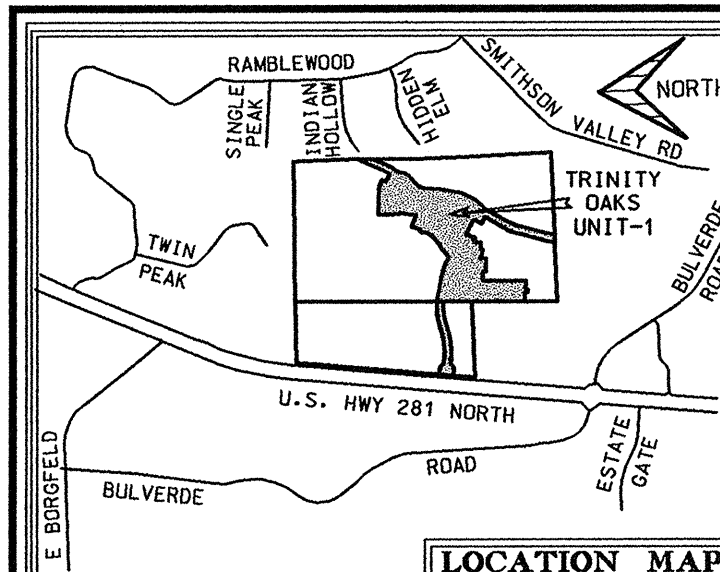 RAMBLEWOOD
SINGLE
PEAK
INDIAN
HOLLOW
HIDDEN
ELM
SMITHSON VALLEY RD
NORTH
TRINITY
OAKS
UNIT-1
TWIN
PEAK
BULVERDE
ROAD
U.S. HWY 281 NORTH
E BORGFELD
BULVERDE ROAD
ESTATE
GATE
LOCATION MAP